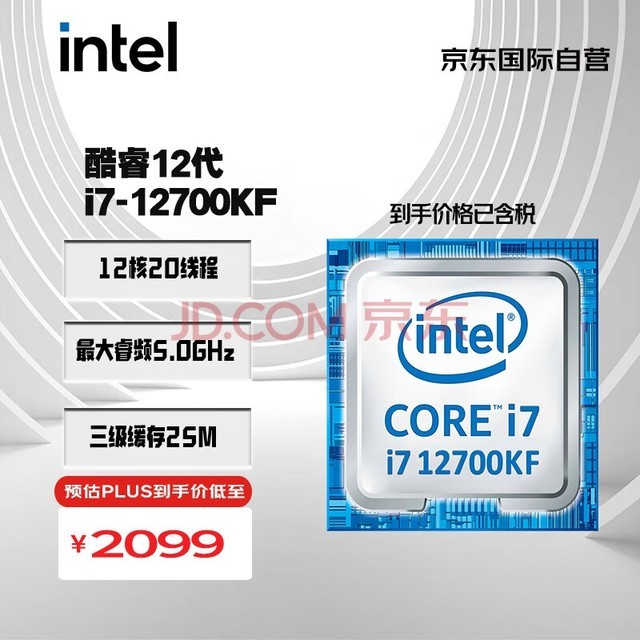 intel
京东国际自营
酷睿12代
i7-12700KF
到手价格已含税
12核20线程
最大睿频5.0GHz
三级缓存25M
JD.COM 京东
intel®
CORE™ i7
i7 12700KF
预估PLUS到手价低至
¥2099